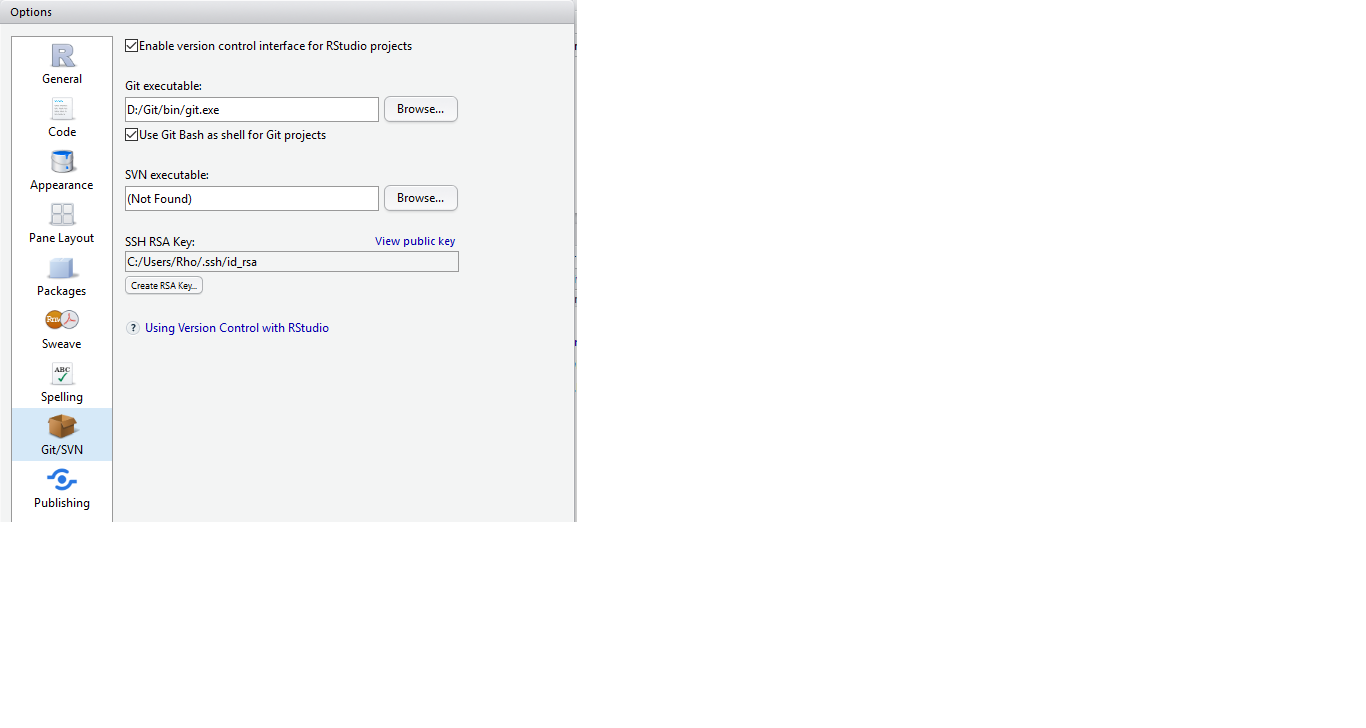 Options
General
Code
Appearance
Pane Layout
Packages
Rnw
Sweave
ABC
Spelling
Git/SVN
Publishing
Enable version control interface for RStudio projects
Git executable:
D:/Git/bin/git.exe
Browse...
Use Git Bash as shell for Git projects
SVN executable:
(Not Found)
Browse...
SSH RSA Key:
View public key
C:/Users/Rho/.ssh/id_rsa
Create RSA Key...
? Using Version Control with RStudio